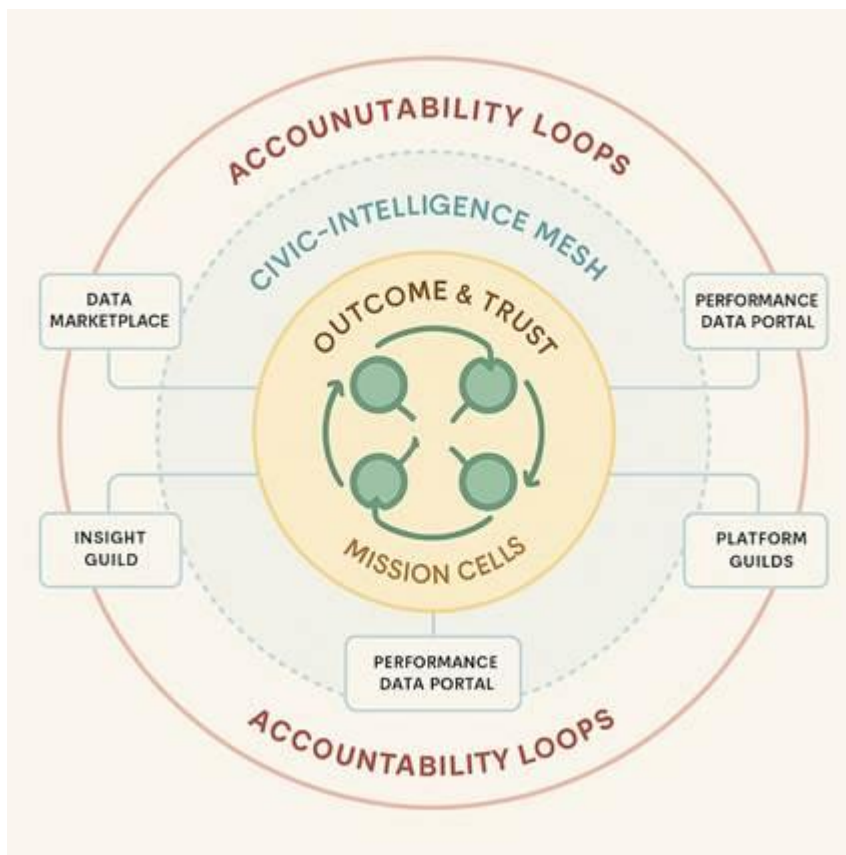 ACCOUNUTABILITY LOOPS
CIVIC-INTELLIGENCE MESH
OUTCOME & TRUST
DATA
MARKETPLACE
PERFORMANCE
DATA PORTAL
INSIGHT
GUILD
PLATFORM
GUILDS
MISSION CELLS
PERFORMANCE
DATA PORTAL
ACCOUNTABILITY LOOPS